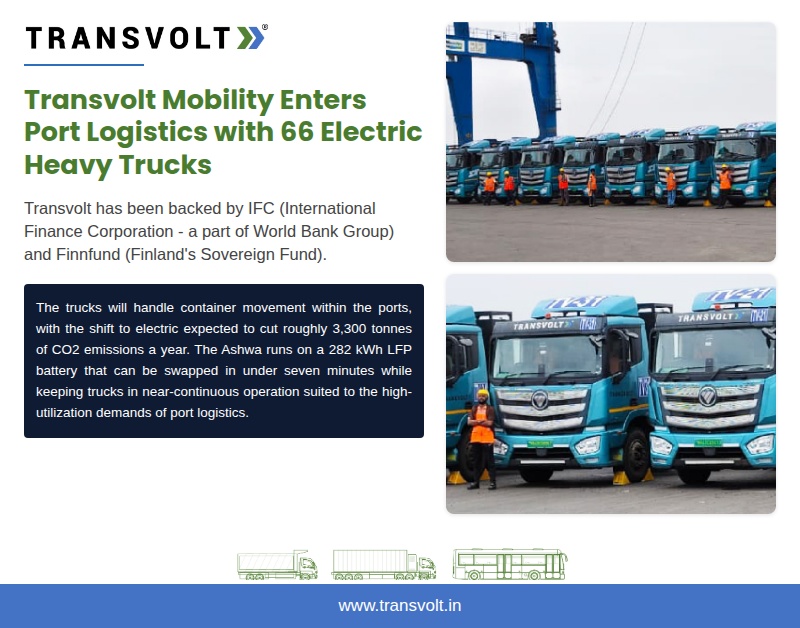 TRANSVOLT®
Transvolt Mobility Enters
Port Logistics with 66 Electric
Heavy Trucks
Transvolt has been backed by IFC (International
Finance Corporation - a part of World Bank Group)
and Finnfund (Finland's Sovereign Fund).
The trucks will handle container movement within the ports,
with the shift to electric expected to cut roughly 3,300 tonnes
of CO2 emissions a year. The Ashwa runs on a 282 kWh LFP
battery that can be swapped in under seven minutes while
keeping trucks in near-continuous operation suited to the high-
utilization demands of port logistics.
TV-31
TRANSVOLT
TV-21
TRANSVOLT
www.transvolt.in